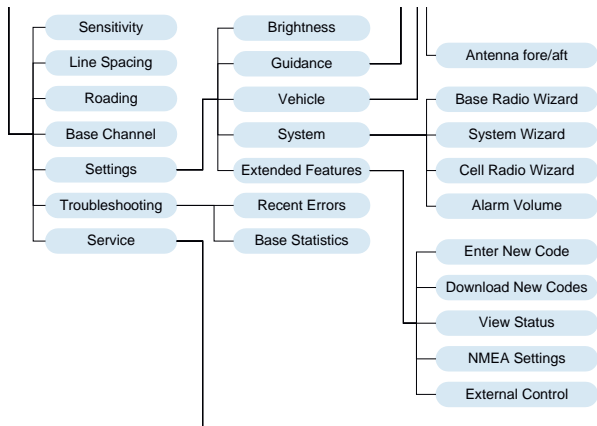 Sensitivity
Line Spacing
Roading
Base Channel
Settings
Troubleshooting
Service
Brightness
Guidance
Vehicle
System
Extended Features
Recent Errors
Base Statistics
Antenna fore/aft
Base Radio Wizard
System Wizard
Cell Radio Wizard
Alarm Volume
Enter New Code
Download New Codes
View Status
NMEA Settings
External Control